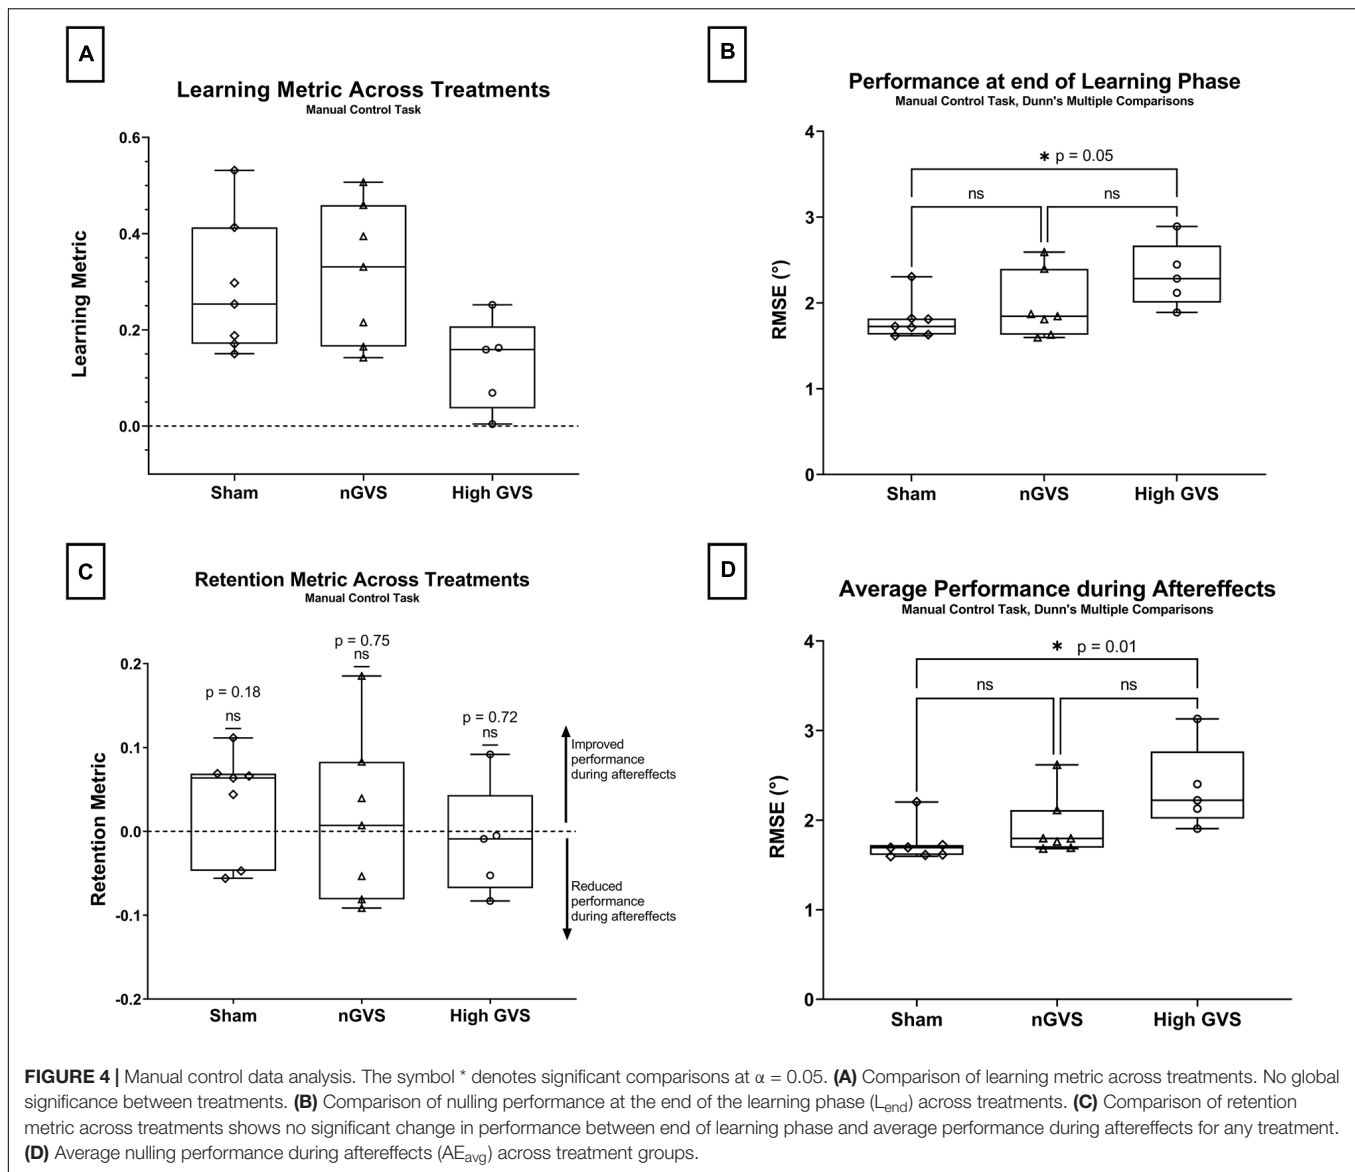 A
Learning Metric Across Treatments
Manual Control Task
Learning Metric
0.6
0.4
0.2
0.0
Sham
nGVS
High GVS
B
Performance at end of Learning Phase
Manual Control Task, Dunn's Multiple Comparisons
RMSE (°)
4
3
2
1
0
* p = 0.05
ns
ns
Sham
nGVS
High GVS
C
Retention Metric Across Treatments
Manual Control Task
Retention Metric
0.2
0.1
0.0
-0.1
-0.2
p = 0.18
ns
p = 0.75
ns
p = 0.72
ns
Improved
performance
during aftereffects
Reduced
performance
during aftereffects
Sham
nGVS
High GVS
D
Average Performance during Aftereffects
Manual Control Task, Dunn's Multiple Comparisons
RMSE (°)
4
3
2
1
0
* p = 0.01
ns
ns
Sham
nGVS
High GVS
FIGURE 4 | Manual control data analysis. The symbol * denotes significant comparisons at α = 0.05. (A) Comparison of learning metric across treatments. No global
significance between treatments. (B) Comparison of nulling performance at the end of the learning phase (Lend) across treatments. (C) Comparison of retention
metric across treatments shows no significant change in performance between end of learning phase and average performance during aftereffects for any treatment.
(D) Average nulling performance during aftereffects (AEavg) across treatment groups.